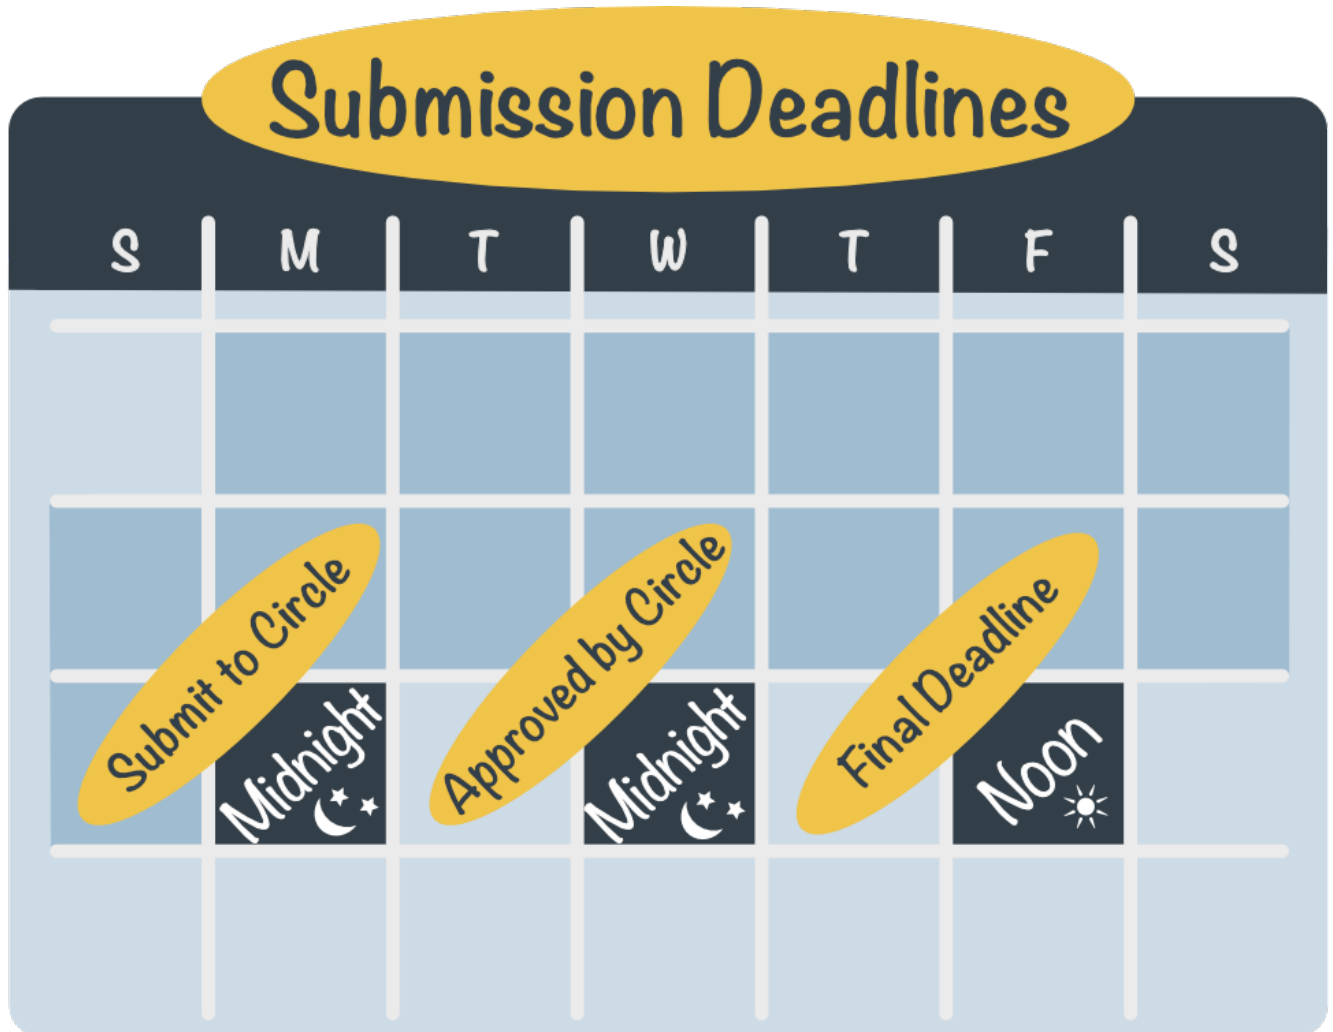 Submission Deadlines
S M T W T F S
Submit to Circle
Midnight
Approved by Circle
Midnight
Final Deadline
Noon